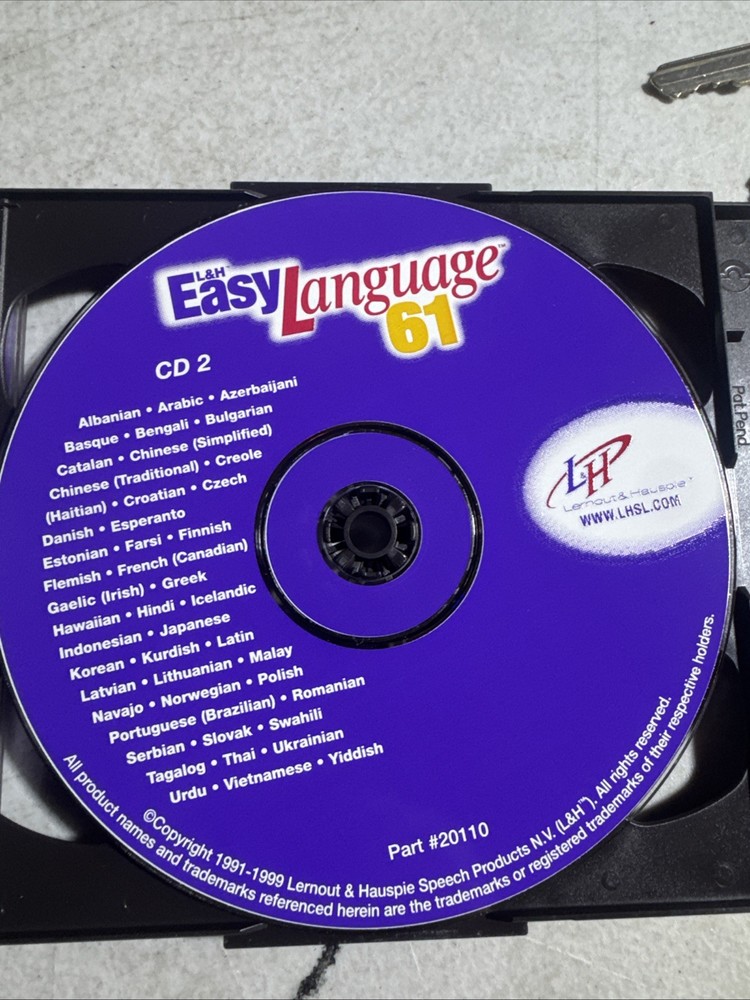 L&H™
EasyLanguage™
61
CD 2
Albanian • Arabic • Azerbaijani
Basque • Bengali • Bulgarian
Catalan • Chinese (Simplified)
Chinese (Traditional) • Creole
(Haitian) • Croatian • Czech
Danish • Esperanto
Estonian • Farsi • Finnish
Flemish • French (Canadian)
Gaelic (Irish) • Greek
Hawaiian • Hindi • Icelandic
Indonesian • Japanese
Korean • Kurdish • Latin
Latvian • Lithuanian • Malay
Navajo • Norwegian • Polish
Portuguese (Brazilian) • Romanian
Serbian • Slovak • Swahili
Tagalog • Thai • Ukrainian
Urdu • Vietnamese • Yiddish
L&H
Lernout & Hauspie™
WWW.LHSL.COM
Part #20110
©Copyright 1991-1999 Lernout & Hauspie Speech Products N.V. (L&H™). All rights reserved.
All product names and trademarks referenced herein are the trademarks or registered trademarks of their respective holders.
Pat Pend